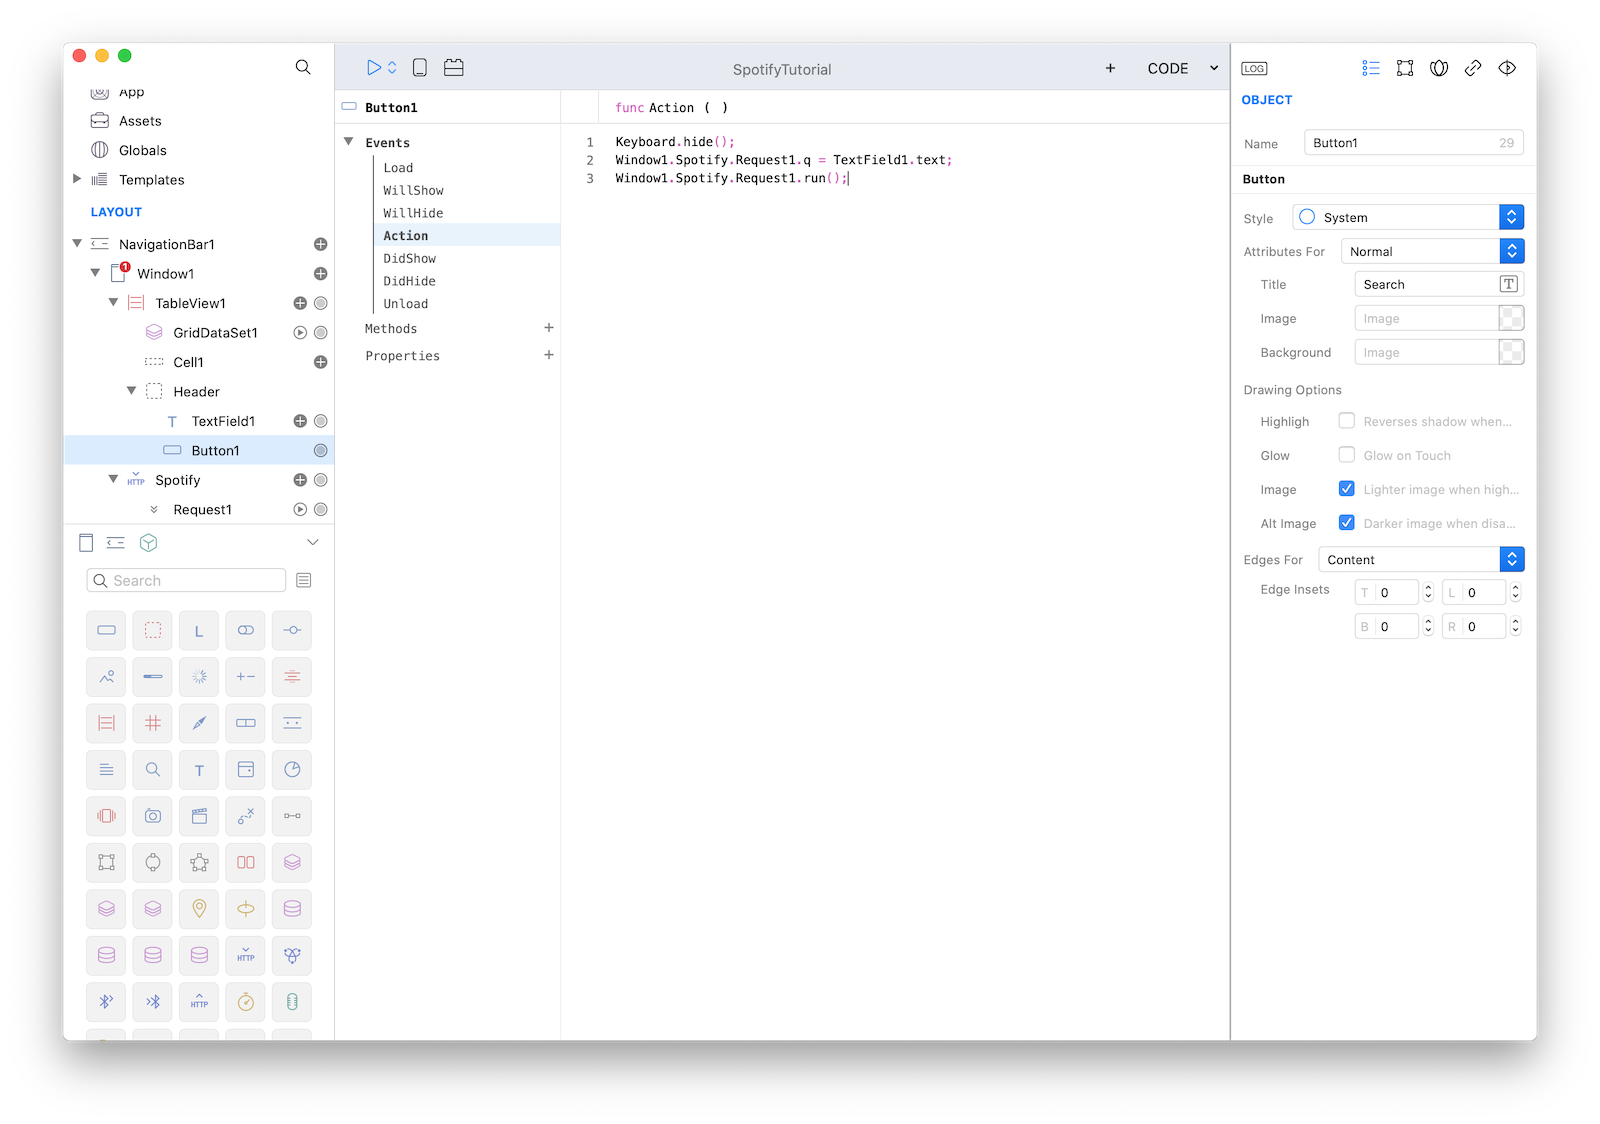 App
Assets
Globals
Templates
LAYOUT
NavigationBar1
1
Window1
TableView1
GridDataSet1
Cell1
Header
T
TextField1
Button1
HTTP
Spotify
Request1
Search
L
T
HTTP
HTTP
SpotifyTutorial
+
CODE
Button1
Events
Load
WillShow
WillHide
Action
DidShow
DidHide
Unload
Methods +
Properties +
func Action ( )
1 Keyboard.hide();
2 Window1.Spotify.Request1.q = TextField1.text;
3 Window1.Spotify.Request1.run();
LOG
OBJECT
Name Button1 29
Button
Style System
Attributes For Normal
Title Search T
Image Image
Background Image
Drawing Options
Highligh Reverses shadow when...
Glow Glow on Touch
Image Lighter image when high...
Alt Image Darker image when disa...
Edges For Content
Edge Insets T 0 L 0
B 0 R 0